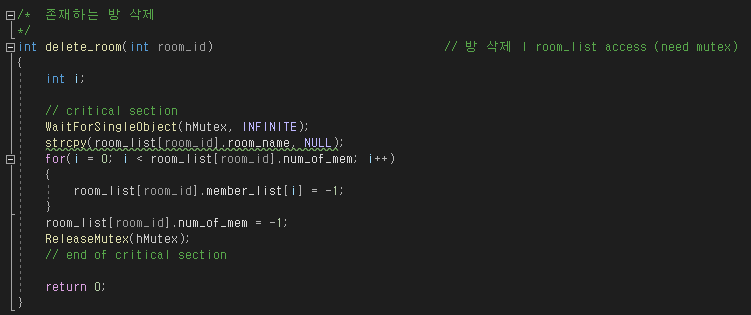 /*  존재하는 방 삭제
*/
int delete_room(int room_id)                                // 방 삭제 | room_list access (need mutex)
{
    int i;

    // critical section
    WaitForSingleObject(hMutex, INFINITE);
    strcpy(room_list[room_id].room_name, NULL);
    for(i = 0; i < room_list[room_id].num_of_mem; i++)
    {
        room_list[room_id].member_list[i] = -1;
    }
    room_list[room_id].num_of_mem = -1;
    ReleaseMutex(hMutex);
    // end of critical section

    return 0;
}